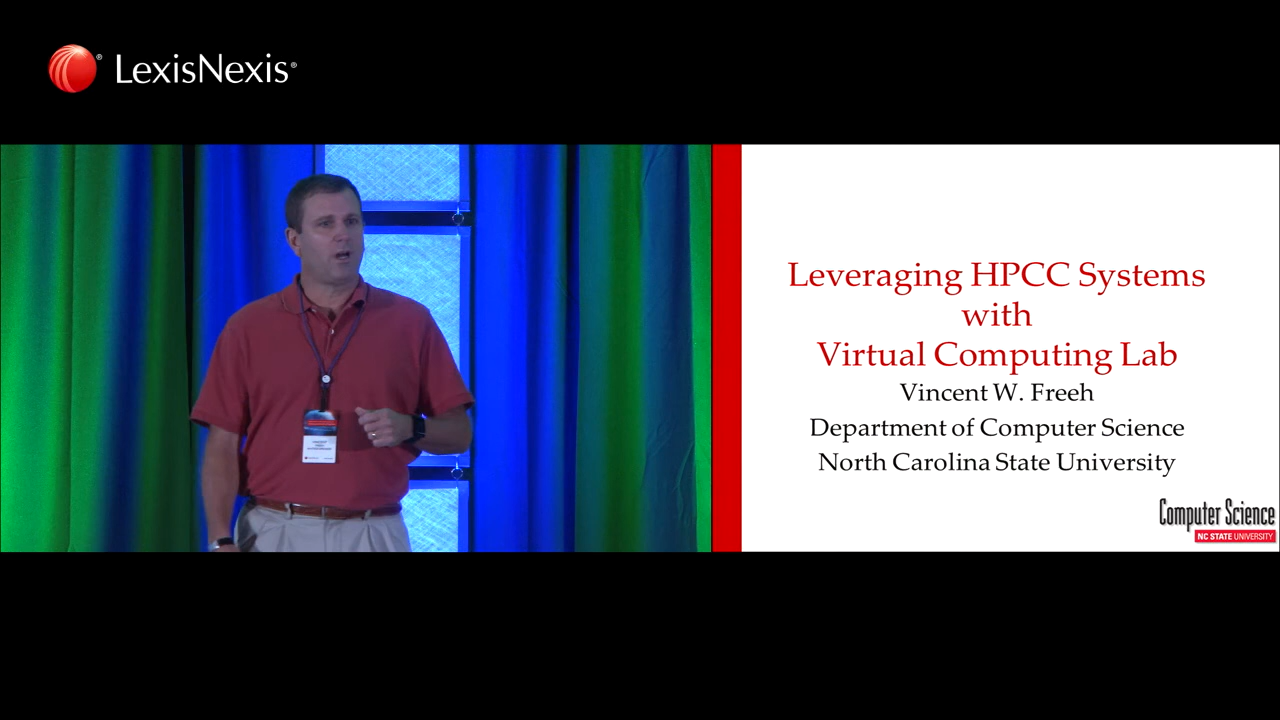 LexisNexis®
Leveraging HPCC Systems
with
Virtual Computing Lab
Vincent W. Freeh
Department of Computer Science
North Carolina State University
Computer Science
NC STATE UNIVERSITY